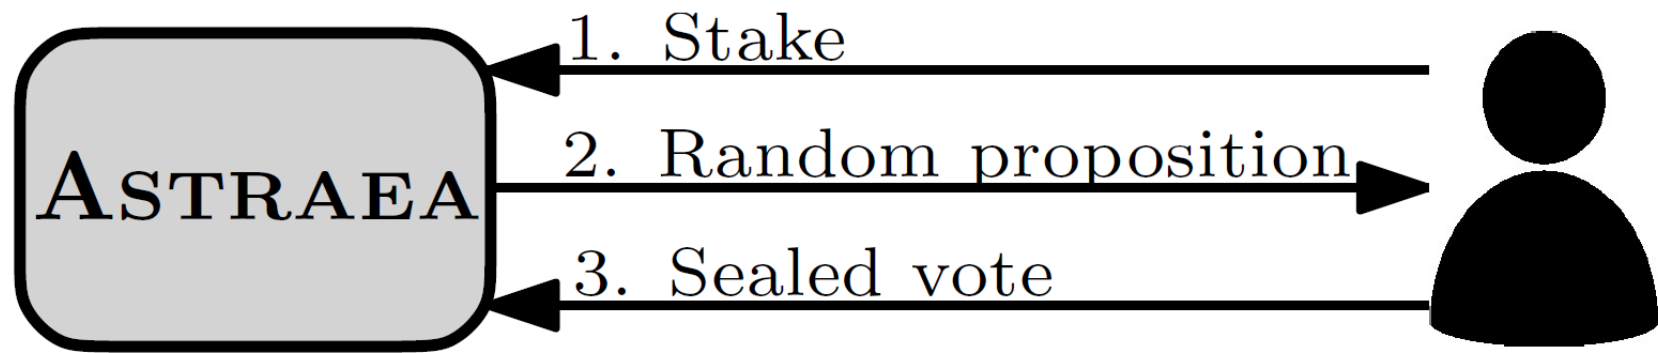 1. Stake
2. Random proposition
ASTRAEA
3. Sealed vote